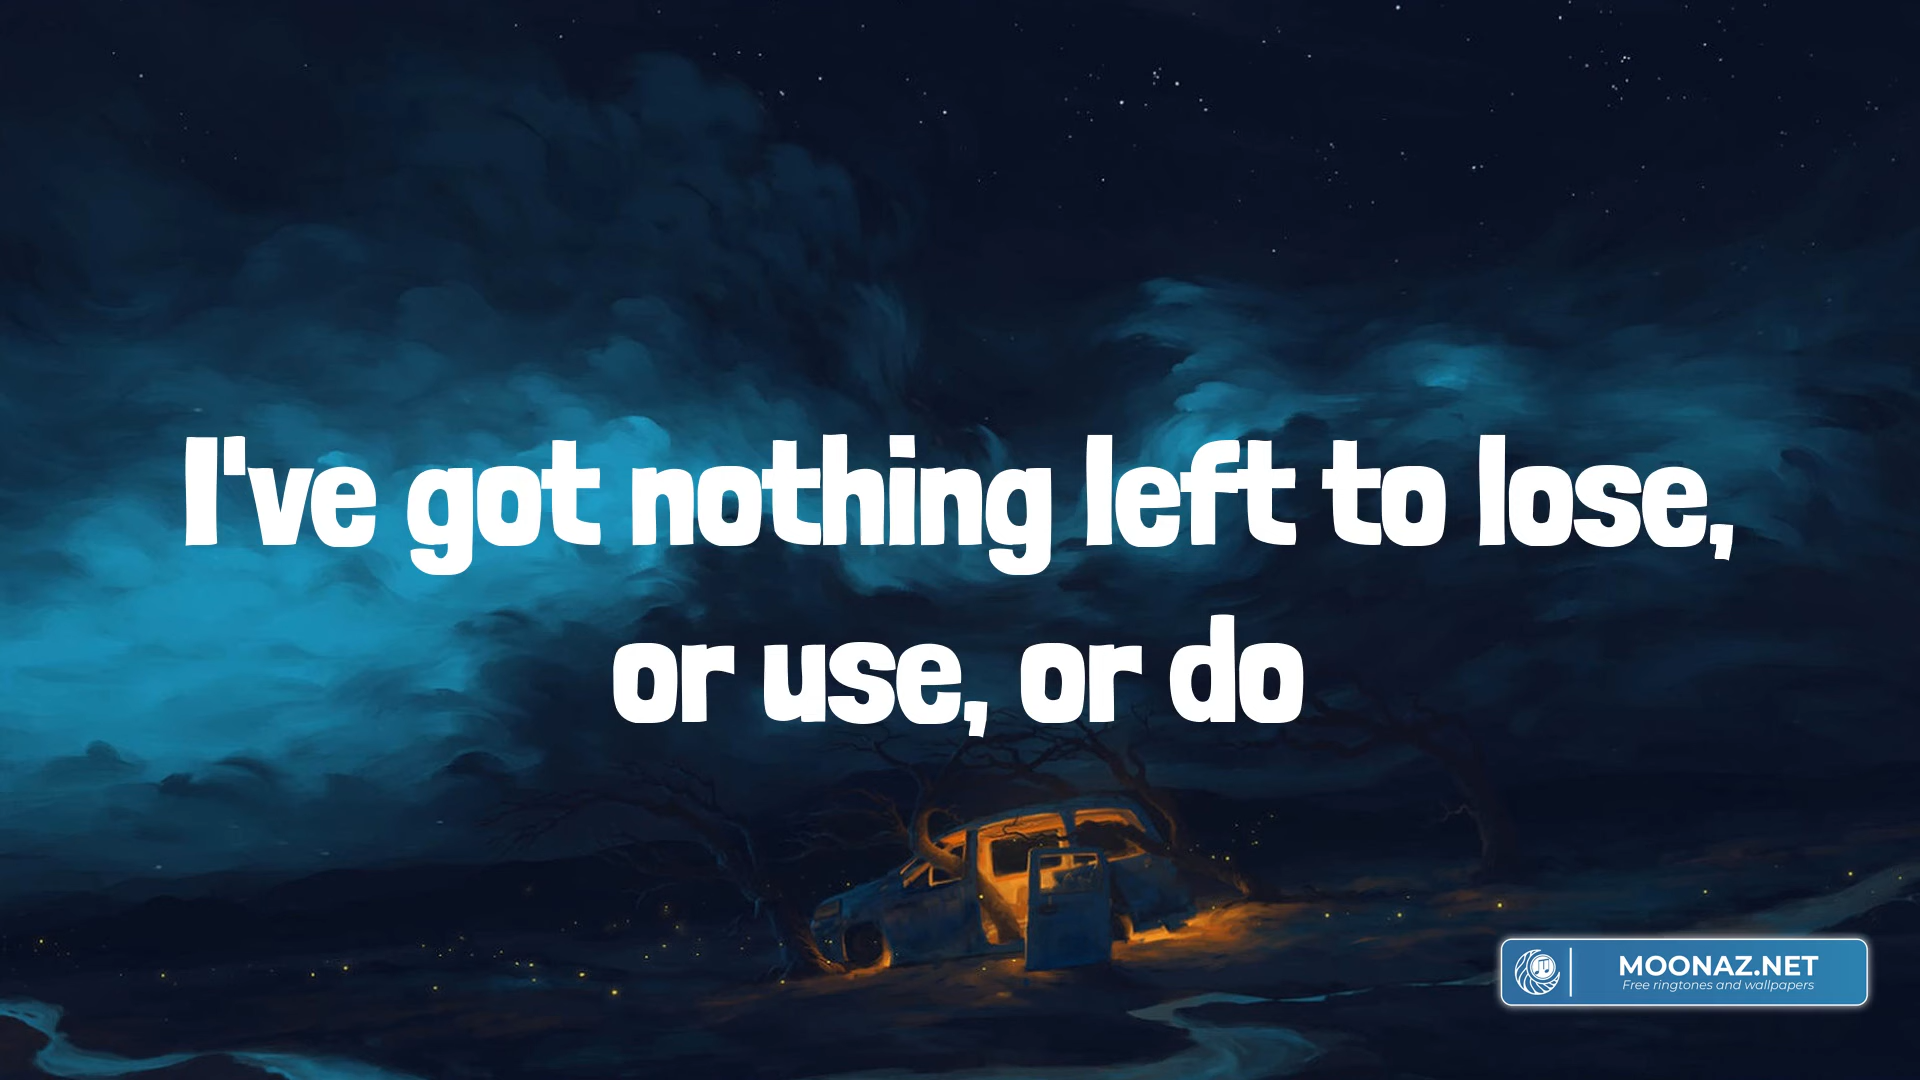 I've got nothing left to lose,
or use, or do
MOONAZ.NET
Free ringtones and wallpapers